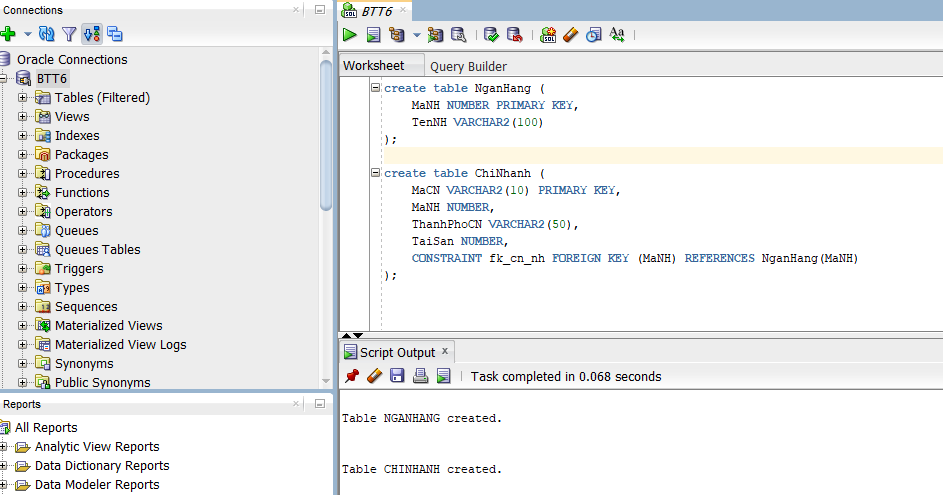 Connections
Oracle Connections
BTT6
Tables (Filtered)
Views
Indexes
Packages
Procedures
Functions
Operators
Queues
Queues Tables
Triggers
Types
Sequences
Materialized Views
Materialized View Logs
Synonyms
Public Synonyms
Reports
All Reports
Analytic View Reports
Data Dictionary Reports
Data Modeler Reports
BTT6
Worksheet Query Builder
create table NganHang (
MaNH NUMBER PRIMARY KEY,
TenNH VARCHAR2(100)
);
create table ChiNhanh (
MaCN VARCHAR2(10) PRIMARY KEY,
MaNH NUMBER,
ThanhPhoCN VARCHAR2(50),
TaiSan NUMBER,
CONSTRAINT fk_cn_nh FOREIGN KEY (MaNH) REFERENCES NganHang(MaNH)
);
Script Output x
Task completed in 0.068 seconds
Table NGANHANG created.
Table CHINHANH created.